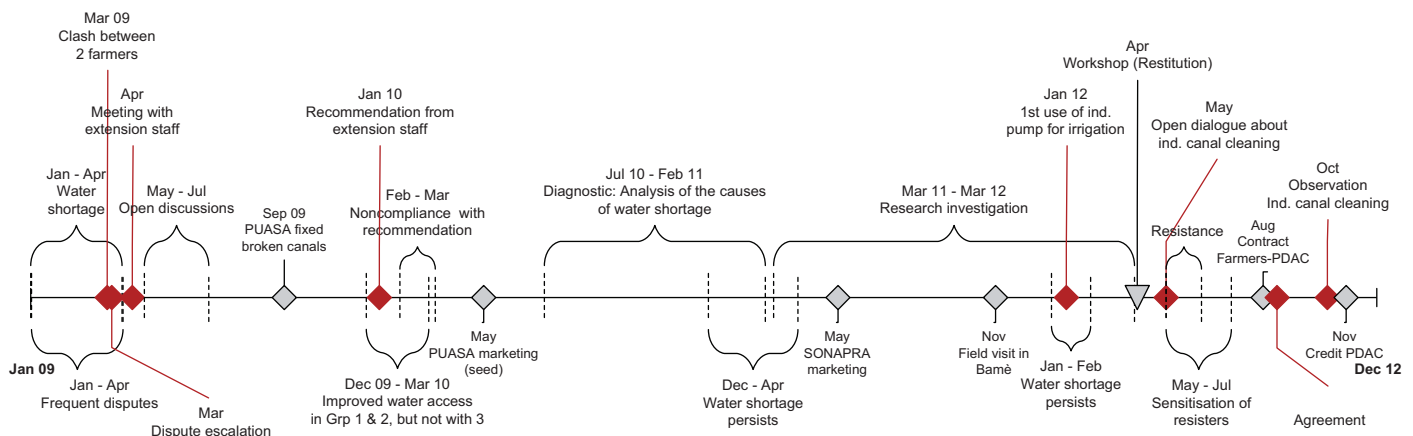 Mar 09
Clash between
2 farmers
Apr
Meeting with
extension staff
Jan - Apr
Water
shortage
May - Jul
Open discussions
Sep 09
PUASA fixed
broken canals
Jan 10
Recommendation from
extension staff
Feb - Mar
Noncompliance with
recommendation
Jul 10 - Feb 11
Diagnostic: Analysis of the causes
of water shortage
Mar 11 - Mar 12
Research investigation
Jan 12
1st use of ind.
pump for irrigation
Apr
Workshop (Restitution)
May
Open dialogue about
ind. canal cleaning
Resistance
Aug
Contract
Farmers-PDAC
Oct
Observation
Ind. canal cleaning
Jan 09
Jan - Apr
Frequent disputes
Mar
Dispute escalation
Dec 09 - Mar 10
Improved water access
in Grp 1 & 2, but not with 3
May
PUASA marketing
(seed)
Dec - Apr
Water shortage
persists
May
SONAPRA
marketing
Nov
Field visit in
Bamè
Jan - Feb
Water shortage
persists
May - Jul
Sensitisation of
resisters
Agreement
Nov
Credit PDAC
Dec 12